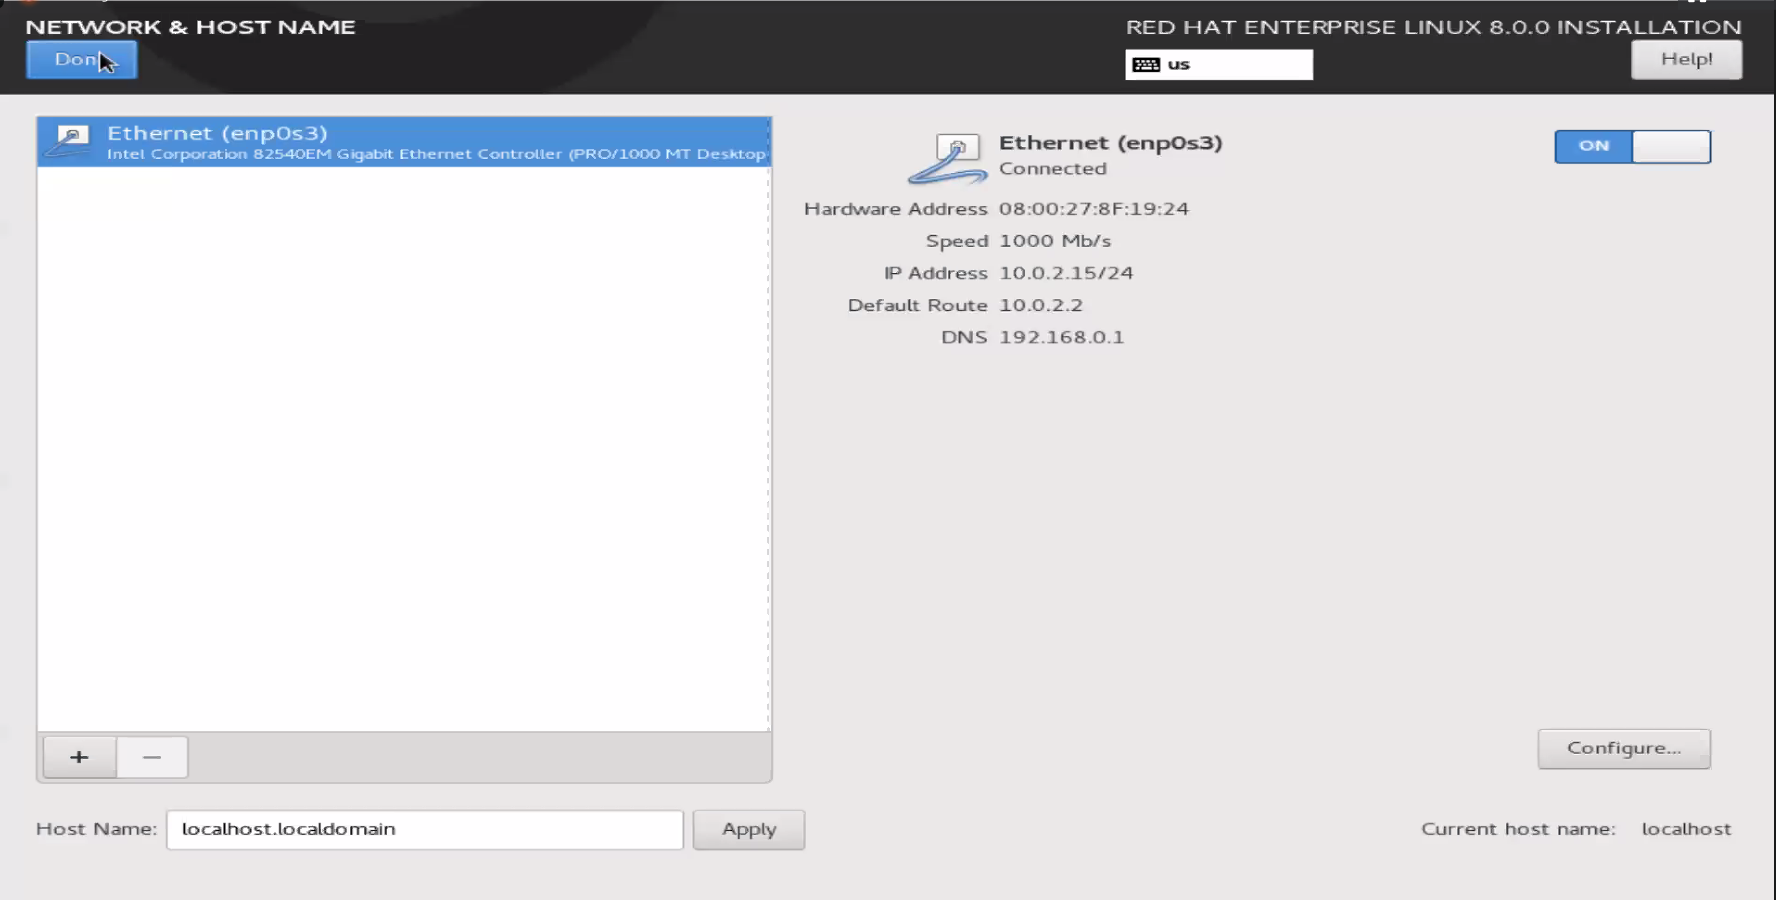 NETWORK & HOST NAME
RED HAT ENTERPRISE LINUX 8.0.0 INSTALLATION
us
Help!
Ethernet (enp0s3)
Intel Corporation 82540EM Gigabit Ethernet Controller (PRO/1000 MT Desktop
Ethernet (enp0s3)
Connected
ON
Hardware Address 08:00:27:8F:19:24
Speed 1000 Mb/s
IP Address 10.0.2.15/24
Default Route 10.0.2.2
DNS 192.168.0.1
+ −
Configure...
Host Name: localhost.localdomain Apply
Current host name: localhost